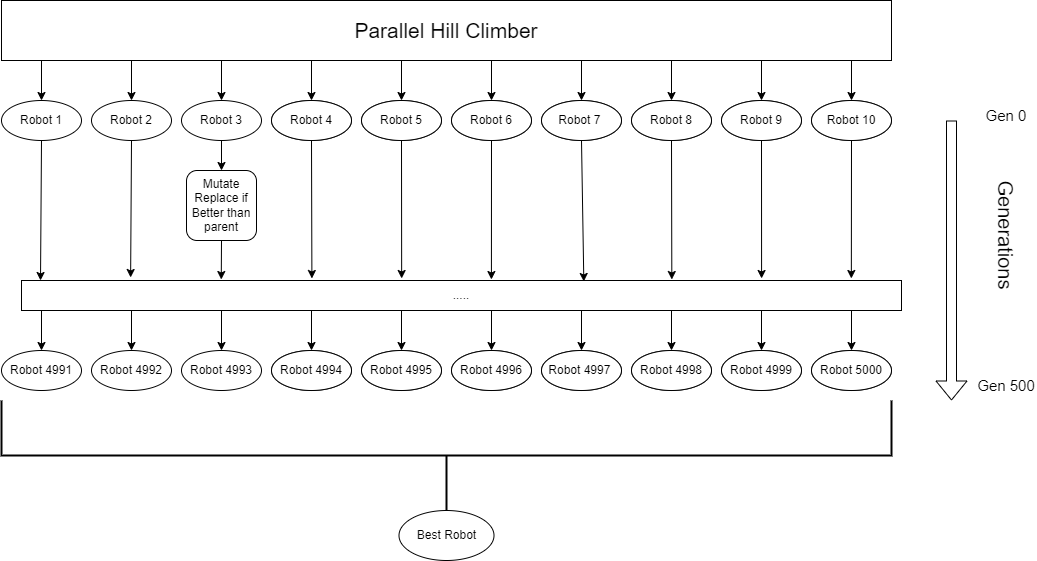 Parallel Hill Climber
Robot 1
Robot 2
Robot 3
Robot 4
Robot 5
Robot 6
Robot 7
Robot 8
Robot 9
Robot 10
Gen 0
Mutate
Replace if
Better than
parent
Generations
.....
Robot 4991
Robot 4992
Robot 4993
Robot 4994
Robot 4995
Robot 4996
Robot 4997
Robot 4998
Robot 4999
Robot 5000
Gen 500
Best Robot